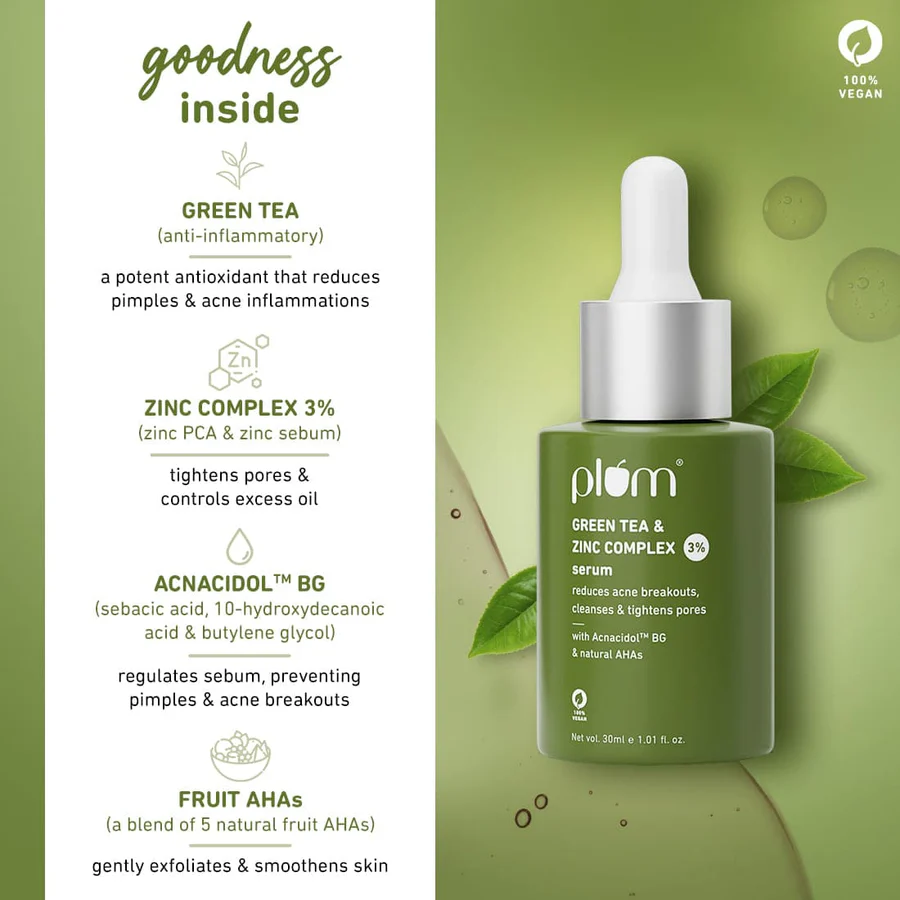 goodness
inside
GREEN TEA
(anti-inflammatory)
a potent antioxidant that reduces
pimples & acne inflammations
Zn
ZINC COMPLEX 3%
(zinc PCA & zinc sebum)
tightens pores &
controls excess oil
ACNACIDOL™ BG
(sebacic acid, 10-hydroxydecanoic
acid & butylene glycol)
regulates sebum, preventing
pimples & acne breakouts
FRUIT AHAs
(a blend of 5 natural fruit AHAs)
gently exfoliates & smoothens skin
100%
VEGAN
plum®
GREEN TEA &
ZINC COMPLEX 3%
serum
reduces acne breakouts,
cleanses & tightens pores
with Acnacidol™ BG
& natural AHAs
100%
VEGAN
Net vol. 30ml e 1.01 fl. oz.